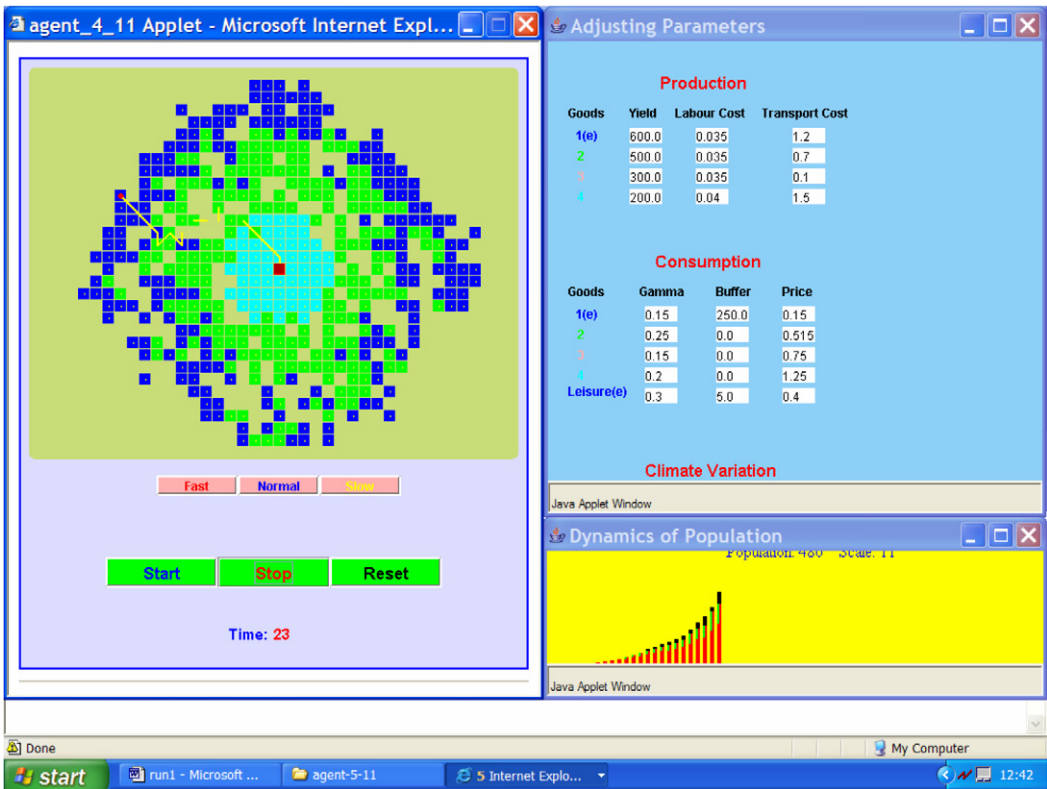 agent_4_11 Applet - Microsoft Internet Expl...
Fast Normal Slow
Start Stop Reset
Time: 23
Adjusting Parameters
Production
Goods Yield Labour Cost Transport Cost
1(e) 600.0 0.035 1.2
2 500.0 0.035 0.7
3 300.0 0.035 0.1
4 200.0 0.04 1.5
Consumption
Goods Gamma Buffer Price
1(e) 0.15 250.0 0.15
2 0.25 0.0 0.515
3 0.15 0.0 0.75
4 0.2 0.0 1.25
Leisure(e) 0.3 5.0 0.4
Climate Variation
Java Applet Window
Dynamics of Population
Population: 480 Scale: 11
Java Applet Window
Done My Computer
start run1 - Microsoft ... agent-5-11 5 Internet Explo... 12:42